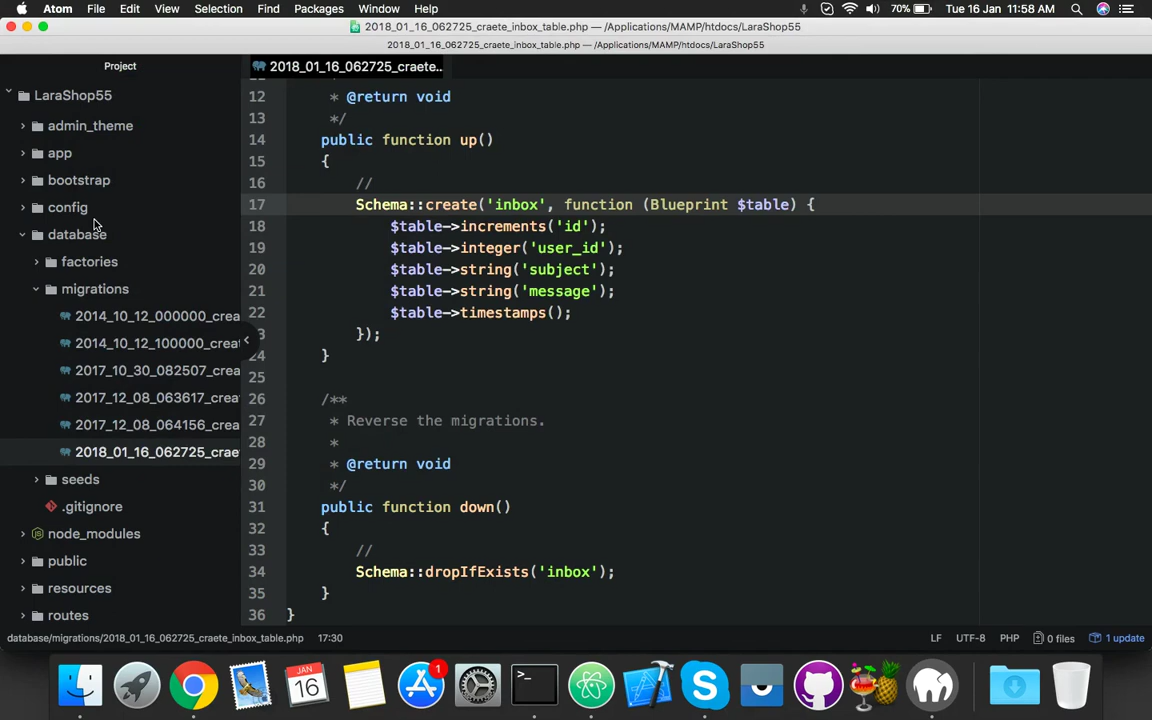 Atom File Edit View Selection Find Packages Window Help 70% Tue 16 Jan 11:58 AM
2018_01_16_062725_craete_inbox_table.php — /Applications/MAMP/htdocs/LaraShop55
2018_01_16_062725_craete_inbox_table.php — /Applications/MAMP/htdocs/LaraShop55
Project
LaraShop55
admin_theme
app
bootstrap
config
database
factories
migrations
2014_10_12_000000_crea
2014_10_12_100000_crea
2017_10_30_082507_crea
2017_12_08_063617_crea
2017_12_08_064156_crea
2018_01_16_062725_crae
seeds
.gitignore
node_modules
public
resources
routes
2018_01_16_062725_craete..
12 * @return void
13 */
14 public function up()
15 {
16 //
17 Schema::create('inbox', function (Blueprint $table) {
18 $table->increments('id');
19 $table->integer('user_id');
20 $table->string('subject');
21 $table->string('message');
22 $table->timestamps();
3 });
24 }
25
26 /**
27 * Reverse the migrations.
28 *
29 * @return void
30 */
31 public function down()
32 {
33 //
34 Schema::dropIfExists('inbox');
35 }
36 }
database/migrations/2018_01_16_062725_craete_inbox_table.php 17:30 LF UTF-8 PHP 0 files 1 update
JAN
16
1
>_
S